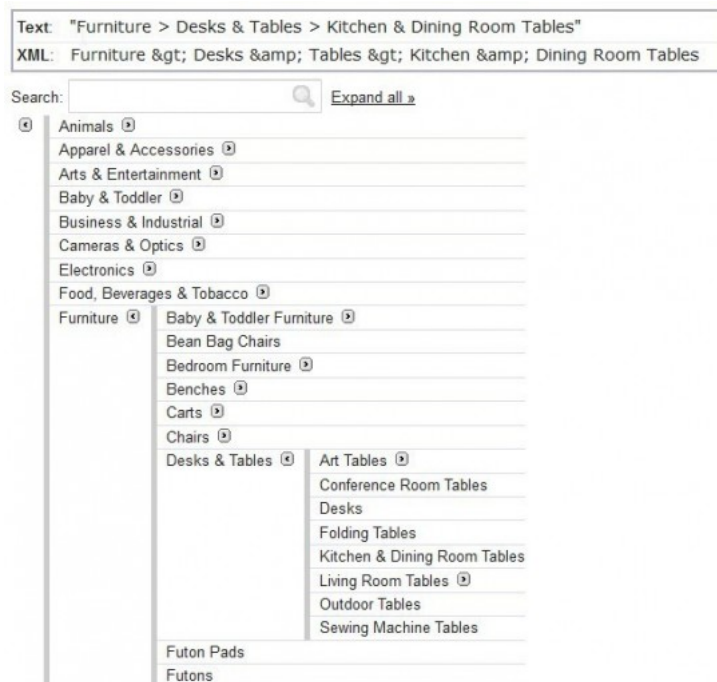 Text: "Furniture > Desks & Tables > Kitchen & Dining Room Tables"
XML: Furniture &gt; Desks &amp; Tables &gt; Kitchen &amp; Dining Room Tables
Search: Expand all »
Animals
Apparel & Accessories
Arts & Entertainment
Baby & Toddler
Business & Industrial
Cameras & Optics
Electronics
Food, Beverages & Tobacco
Furniture Baby & Toddler Furniture
Bean Bag Chairs
Bedroom Furniture
Benches
Carts
Chairs
Desks & Tables Art Tables
Conference Room Tables
Desks
Folding Tables
Kitchen & Dining Room Tables
Living Room Tables
Outdoor Tables
Sewing Machine Tables
Futon Pads
Futons